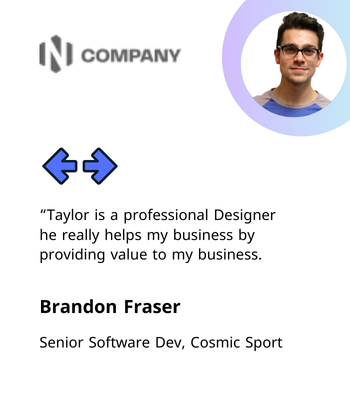 N COMPANY
“Taylor is a professional Designer
he really helps my business by
providing value to my business.
Brandon Fraser
Senior Software Dev, Cosmic Sport